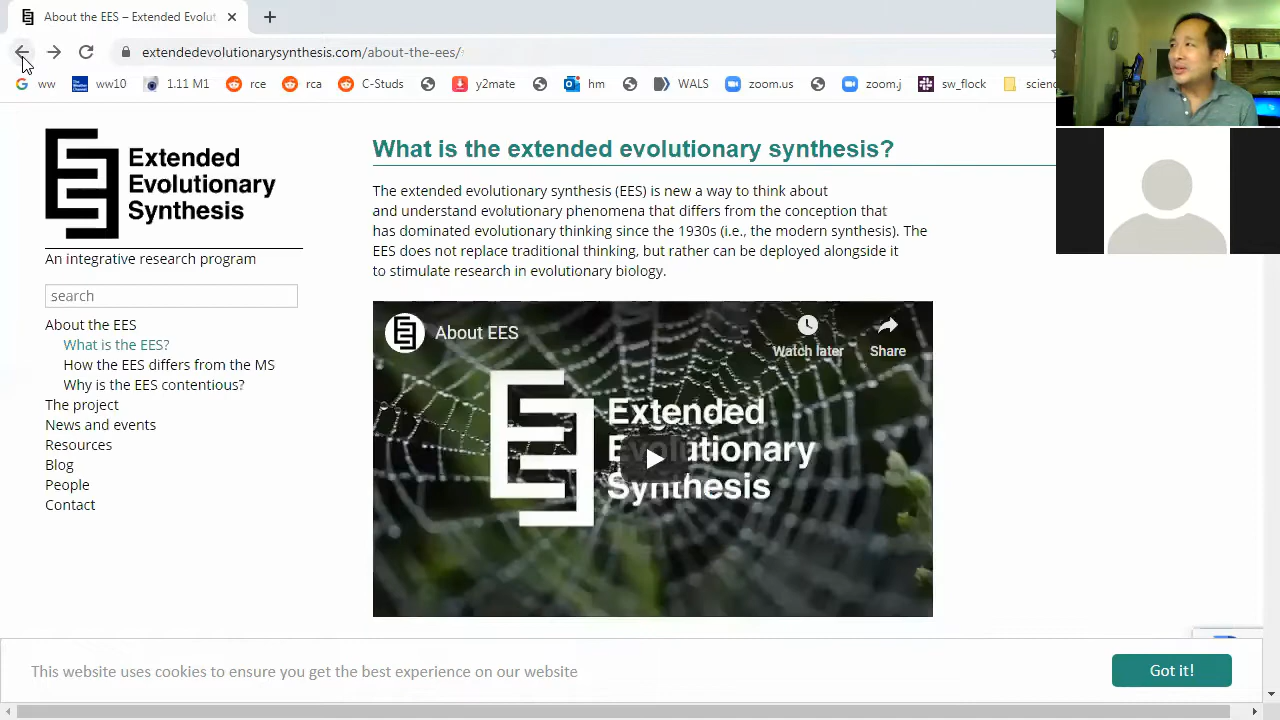 About the EES – Extended Evolut
extendedevolutionarysynthesis.com/about-the-ees/
ww
ww10
1.11 M1
rce
rca
C-Studs
y2mate
hm
WALS
zoom.us
zoom.j
sw_flock
scienc
Extended
Evolutionary
Synthesis
An integrative research program
search
About the EES
What is the EES?
How the EES differs from the MS
Why is the EES contentious?
The project
News and events
Resources
Blog
People
Contact
What is the extended evolutionary synthesis?
The extended evolutionary synthesis (EES) is new a way to think about
and understand evolutionary phenomena that differs from the conception that
has dominated evolutionary thinking since the 1930s (i.e., the modern synthesis). The
EES does not replace traditional thinking, but rather can be deployed alongside it
to stimulate research in evolutionary biology.
About EES
Watch later
Share
Extended
Evolutionary
Synthesis
This website uses cookies to ensure you get the best experience on our website
Got it!